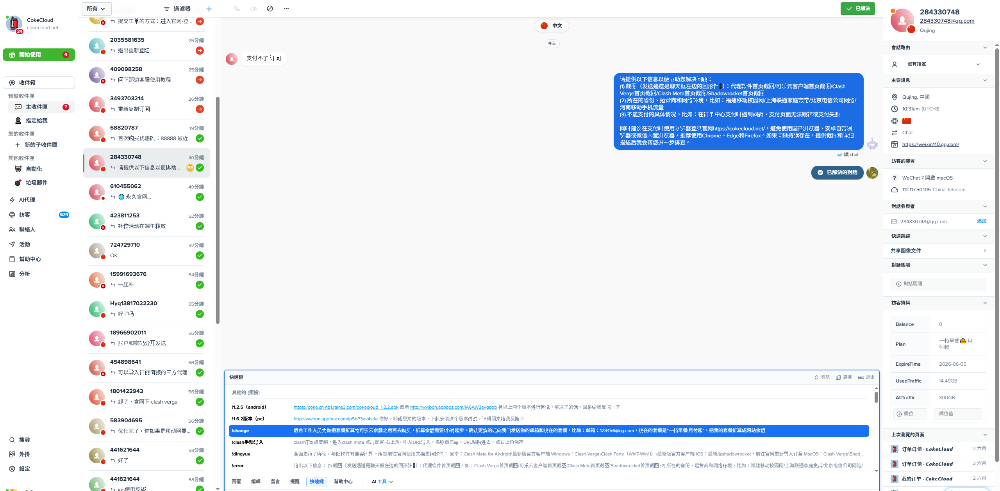 CokeCloud
cokecloud.net
24
開始使用
4
收件箱
預設收件匣
主收件匣
7
指定給我
您的收件匣
新的子收件匣
其他收件匣
自動化
垃圾郵件
AI代理
訪客
674
聯絡人
活動
幫助中心
分析
搜尋
外掛
設定
所有
過濾器
提交工单的方式：进入官网-登...
2035581635
25分鐘
退出重新登陆
409098258
25分鐘
问下那边客服使用教程
3493703214
26分鐘
重新复制订阅
68820787
19分鐘
首次购买优惠码：88888 最近...
284330748
40分鐘
请提供以下信息以便协助...
610455062
49分鐘
永久官网...
423811253
52分鐘
补偿活动在端午释放
724729710
52分鐘
OK
15991693676
54分鐘
一起补
Hyq13817022230
55分鐘
好了吗
18966902011
55分鐘
账户和密码分开发送
454898641
56分鐘
可以导入订阅链接的三方代理...
1801422943
56分鐘
卸了，官网下 clash verga
583904695
56分鐘
优化完了，你如果是移动网要...
441621644
58分鐘
好了
441621644
58分鐘
ios使用步骤 —...
已解決
中文
今天
支付不了 订阅
请提供以下信息以便协助您解决问题：
(1).截图（发送通道是聊天框左边的回形针）：代理软件首页截图/可乐云客户端首页截图/Clash
Verge首页截图/Clash Meta首页截图/Shadowrocket首页截图
(2).所在的省份、运营商和网络环境，比如：福建移动校园网/上海联通家庭宽带/北京电信公司网络/
河南移动手机流量
(3).不能支付的具体情况，比如：在订单中心支付时遇到问题、支付页面无法跳转或支付失败
同时建议在支付时使用浏览器登录官网https://cokecloud.net/，避免使用国产浏览器、安卓自带浏
览器或微信内置浏览器，推荐使用Chrome、Edge和Firefox。如果问题持续存在，提供截图和详细
描述后我会帮您进一步排查。
讀 chat
已解決的對話
快速鍵
導航
選擇
esc 退出
其他的 (預設)
!1.2.5（android）
https://coke.cn-nb1.rains3.com/cokecloud_1.3.2.apk 或者 http://wwbon.appboz.com/iA6AW3evgpgb 换以上两个版本进行尝试，解决了的话，回来给我反馈一下
!1.6.2版本（pc）
http://wwbon.appboz.com/ipSbP3ev4sde 你好，卸载原来的版本，下载安装这个版本试试，记得回来给我反馈下
!change
后台工作人员为你把套餐折算为可乐云余额之后再去购买，折算余额需要1小时起步。确认更换的话向我们发送你的邮箱和现在的套餐，比如：邮箱：123456@qq.com，现在的套餐是“一顿早餐|月付起”，把我的套餐折算成网站余额
!clash手动导入
clash订阅点复制，进入clash meta-点击配置-右上角+号-从URL导入，名称自己写，URL粘贴进去，点右上角保存
!dingyue
全面更换了协议，与旧软件有兼容问题。请您前往官网使用文档更换软件： 安卓：Clash Meta for Android\最新版官方客户端 Windows：Clash Verge\Clash Party（Win7-Win11）\最新版官方客户端 iOS：最新版shadowrocket，前往官网重新导入订阅 MacOS：Clash Verge\Shad...
!error
给出以下信息： (1).截图（发送通道是聊天框左边的回形针）：代理软件首页截图，如：Clash Verge首页截图/可乐云客户端首页截图/Clash Meta首页截图/Shadowrocket首页截图 (2).所在的省份、运营商和网络环境，比如：福建移动校园网/上海联通家庭宽带/北京电信公司网络/...
回覆
編輯
留言
提醒
快速鍵
幫助中心
AI 工具
284330748
284330748@qq.com
Qujing
會話路由
沒有指定
主要訊息
Qujing, 中國
10:31am (UTC+8)
Chat
https://weixin110.qq.com/
訪客的裝置
WeChat 7 開啟 macOS
112.117.50.105 China Telecom
對話參與者
284330748@qq.com
添加
快速跳躍
共享圖像文件
對話區隔
對話區隔...
訪客資料
Balance
0
Plan
一顿早餐|月
付起
ExpireTime
2026-06-05
UsedTraffic
14.49GB
AllTraffic
300GB
欄位...
欄位值...
上次瀏覽的頁面
订单详情 - CokeCloud
2 六月
订单详情 - CokeCloud
2 六月
我的订单 - CokeCloud
2 六月